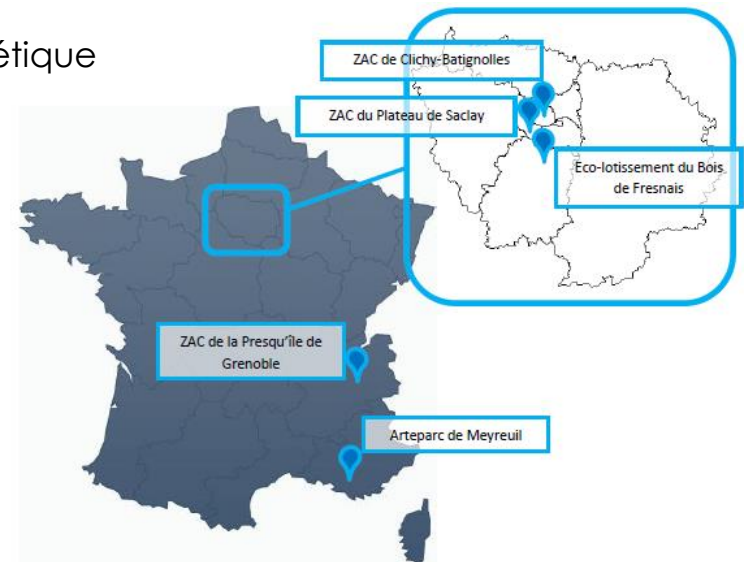 étique
ZAC de Clichy-Batignolles
ZAC du Plateau de Saclay
Eco-lotissement du Bois
de Fresnais
ZAC de la Presqu'île de
Grenoble
Arteparc de Meyreuil